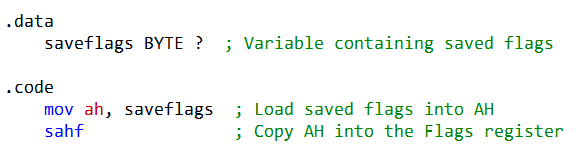 .data
saveflags BYTE ?  ; Variable containing saved flags
.code
mov ah, saveflags  ; Load saved flags into AH
sahf  ; Copy AH into the Flags register